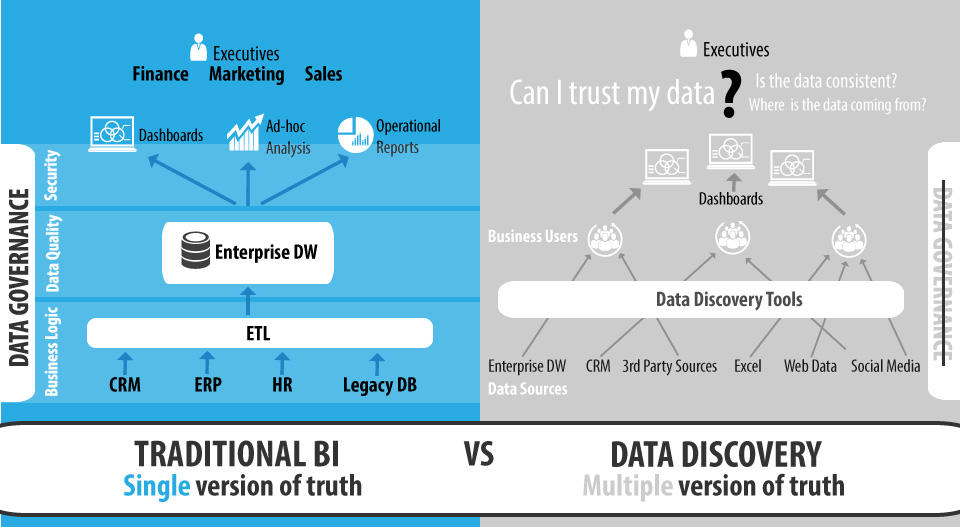 Executives
Finance Marketing Sales
Dashboards
Ad-hoc
Analysis
Operational
Reports
DATA GOVERNANCE
Security
Data Quality
Business Logic
Enterprise DW
ETL
CRM ERP HR Legacy DB
Executives
Can I trust my data ?
Is the data consistent?
Where is the data coming from?
Dashboards
Business Users
Data Discovery Tools
Enterprise DW CRM 3rd Party Sources Excel Web Data Social Media
Data Sources
DATA GOVERNANCE
TRADITIONAL BI
Single version of truth
VS
DATA DISCOVERY
Multiple version of truth